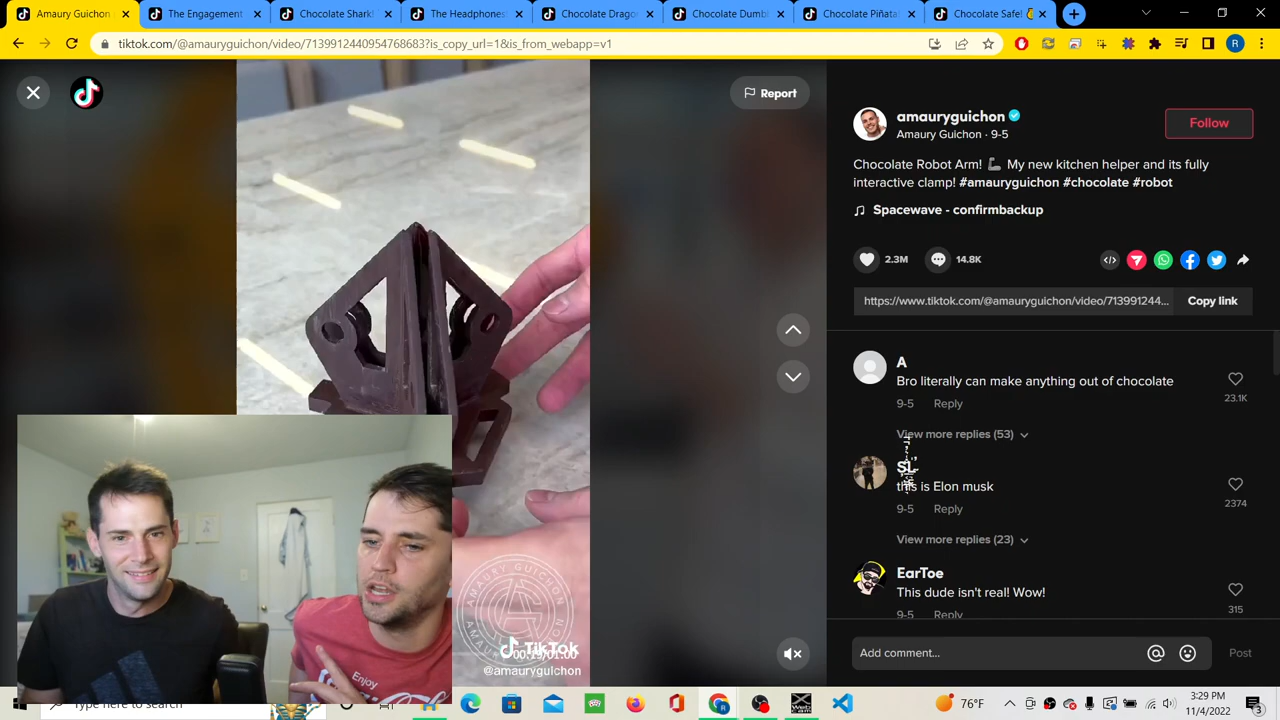 Amaury Guichon
The Engagement
Chocolate Shark!
The Headphones
Chocolate Drago
Chocolate Dumb
Chocolate Piñata
Chocolate Safe!
tiktok.com/@amauryguichon/video/7139912440954768683?is_copy_url=1&is_from_webapp=v1
Report
amauryguichon
Amaury Guichon · 9-5
Follow
Chocolate Robot Arm! 🦾 My new kitchen helper and its fully
interactive clamp! #amauryguichon #chocolate #robot
Spacewave - confirmbackup
2.3M
14.8K
https://www.tiktok.com/@amauryguichon/video/713991244...
Copy link
A
Bro literally can make anything out of chocolate
23.1K
9-5 Reply
View more replies (53)
SL
this is Elon musk
2374
9-5 Reply
View more replies (23)
EarToe
This dude isn't real! Wow!
315
9-5 Reply
Add comment...
Post
AMAURY GUICHON
TikTok
@amauryguichon
Enjoy
Type here to search
76°F
3:29 PM
11/4/2022
3